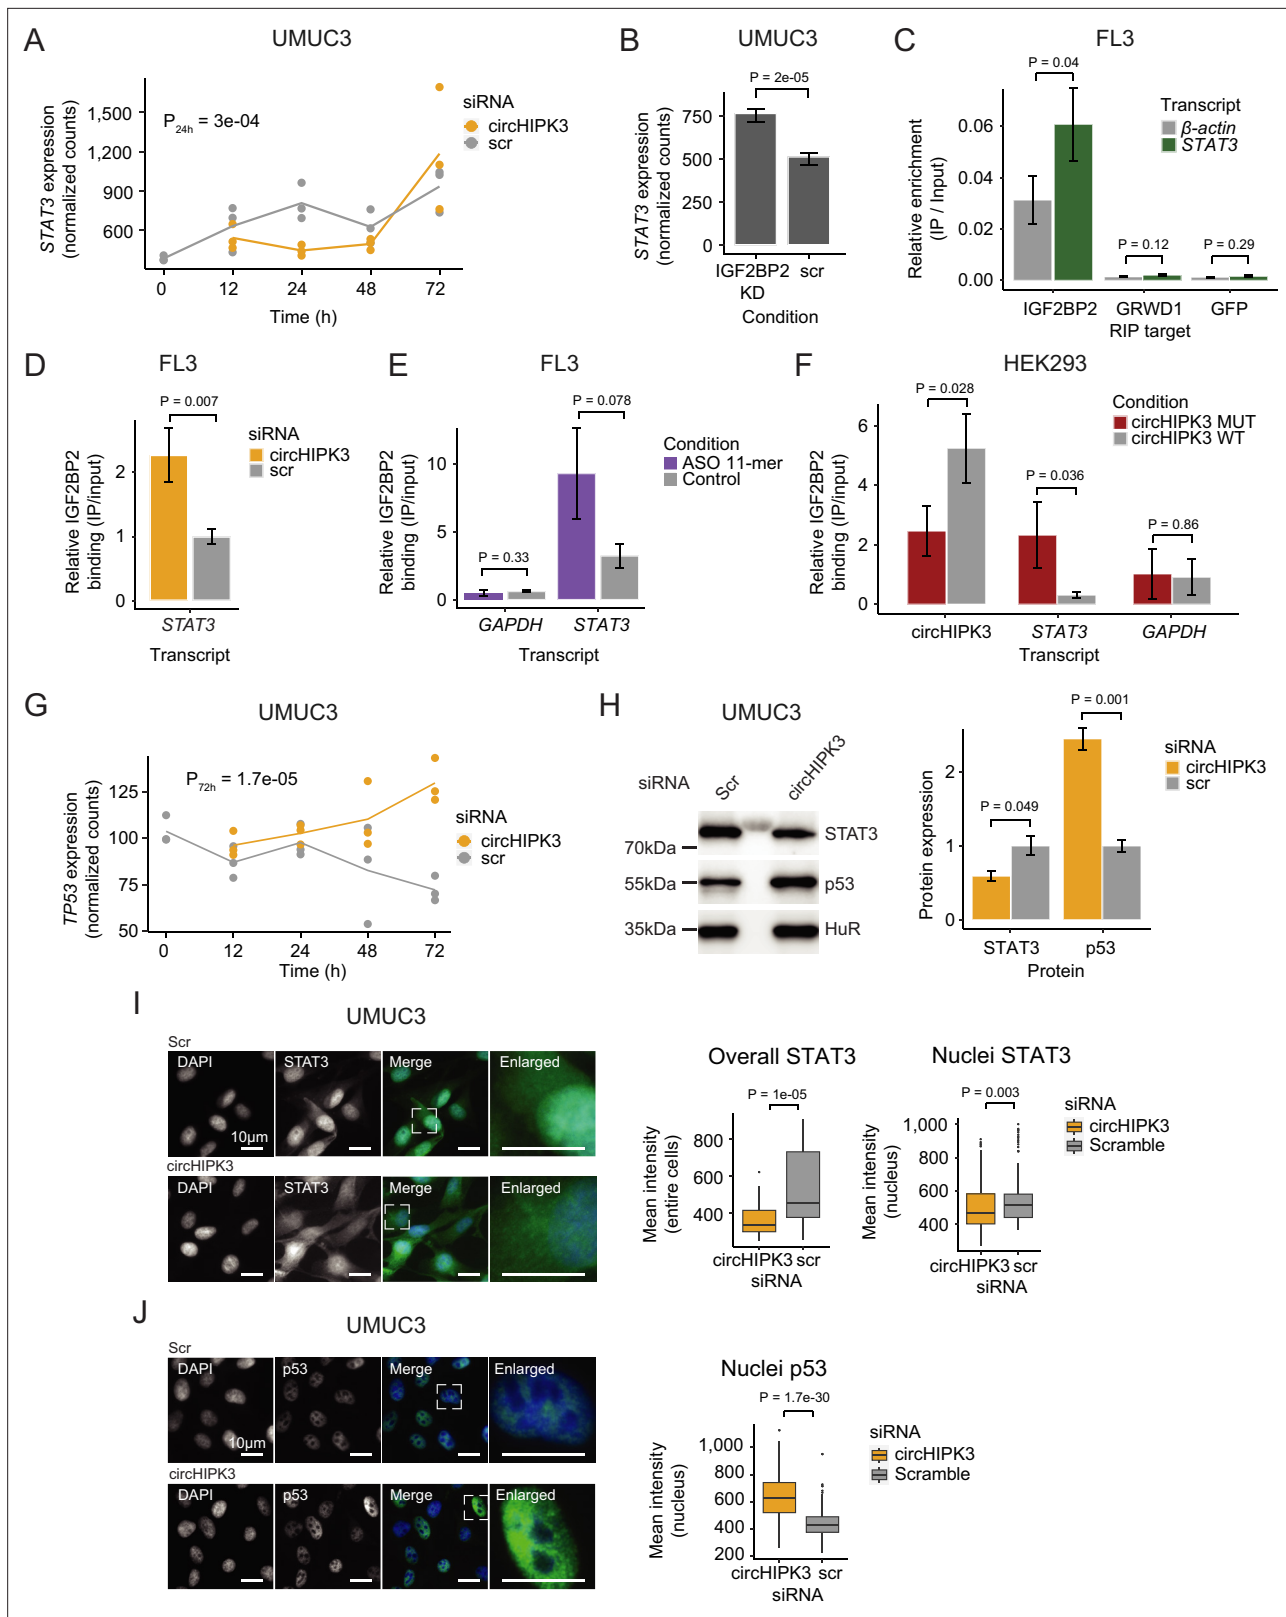 A
UMUC3
STAT3 expression
(normalized counts)
1,500
1,200
900
600
P24h = 3e-04
siRNA
circHIPK3
scr
0 12 24 48 72
Time (h)
B
UMUC3
P = 2e-05
STAT3 expression
(normalized counts)
750
500
250
0
IGF2BP2 scr
KD
Condition
C
FL3
P = 0.04
Relative enrichment
(IP / Input)
0.06
0.04
0.02
0.00
Transcript
β-actin
STAT3
P = 0.12
P = 0.29
IGF2BP2 GRWD1 GFP
RIP target
D
FL3
P = 0.007
Relative IGF2BP2
binding (IP/input)
2
1
0
siRNA
circHIPK3
scr
STAT3
Transcript
E
FL3
P = 0.078
Relative IGF2BP2
binding (IP/input)
10
5
0
P = 0.33
Condition
ASO 11-mer
Control
GAPDH STAT3
Transcript
F
HEK293
P = 0.028
Relative IGF2BP2
binding (IP/input)
6
4
2
0
Condition
circHIPK3 MUT
circHIPK3 WT
P = 0.036
P = 0.86
circHIPK3 STAT3 GAPDH
Transcript
G
UMUC3
TP53 expression
(normalized counts)
125
100
75
50
P72h = 1.7e-05
siRNA
circHIPK3
scr
0 12 24 48 72
Time (h)
H
UMUC3
siRNA Scr circHIPK3
70kDa STAT3
55kDa p53
35kDa HuR
P = 0.001
P = 0.049
Protein expression
2
1
0
siRNA
circHIPK3
scr
STAT3 p53
Protein
I
UMUC3
Scr
DAPI STAT3 Merge Enlarged
10μm
circHIPK3
DAPI STAT3 Merge Enlarged
Overall STAT3
P = 1e-05
Mean intensity
(entire cells)
800
600
400
circHIPK3 scr
siRNA
Nuclei STAT3
P = 0.003
Mean intensity
(nucleus)
1,000
800
600
400
siRNA
circHIPK3
Scramble
circHIPK3 scr
siRNA
J
UMUC3
Scr
DAPI p53 Merge Enlarged
10μm
circHIPK3
DAPI p53 Merge Enlarged
Nuclei p53
P = 1.7e-30
Mean intensity
(nucleus)
1,000
800
600
400
200
siRNA
circHIPK3
Scramble
circHIPK3 scr
siRNA